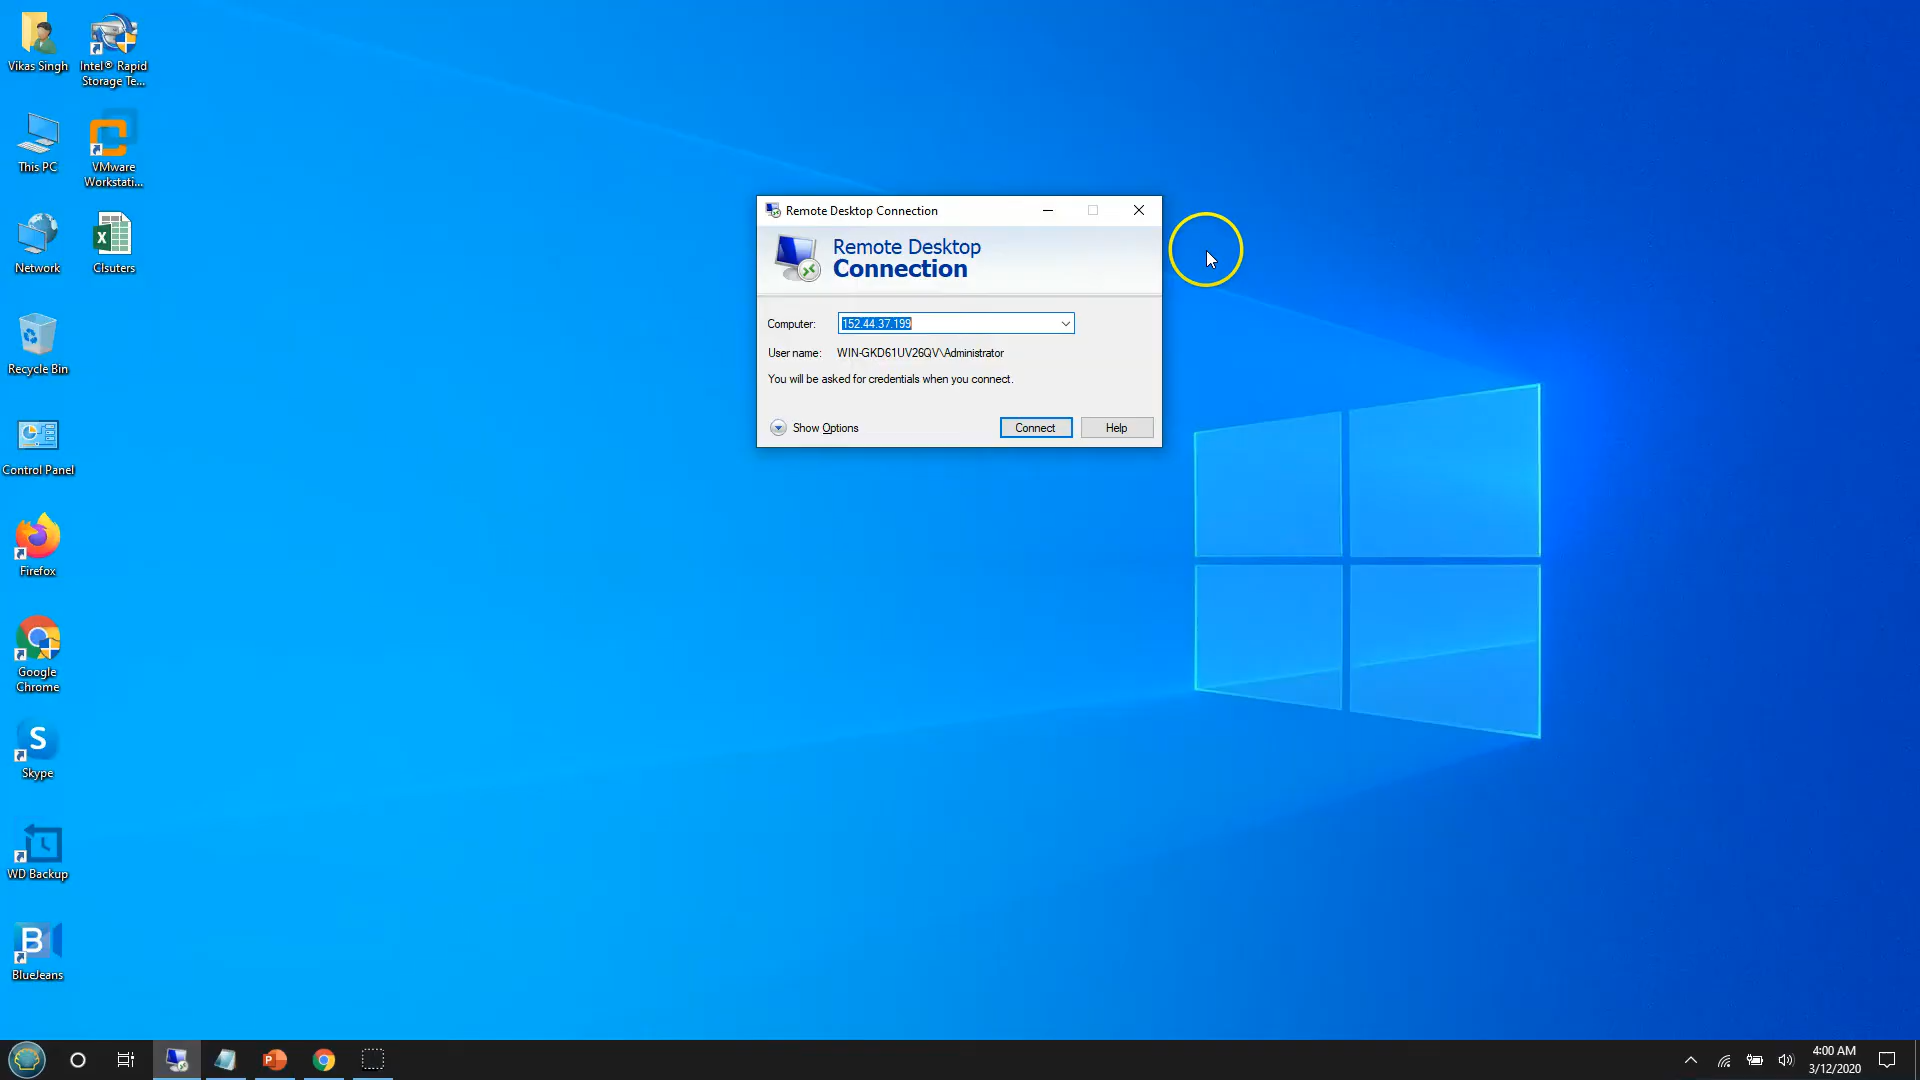 Vikas Singh
Intel® Rapid
Storage Te...
This PC
VMware
Workstati...
Network
Clsuters
Recycle Bin
Control Panel
Firefox
Google
Chrome
Skype
WD Backup
BlueJeans
Remote Desktop Connection
Remote Desktop
Connection
Computer: 152.44.37.199
User name: WIN-GKD61UV26QV\Administrator
You will be asked for credentials when you connect.
Show Options
Connect
Help
4:00 AM
3/12/2020